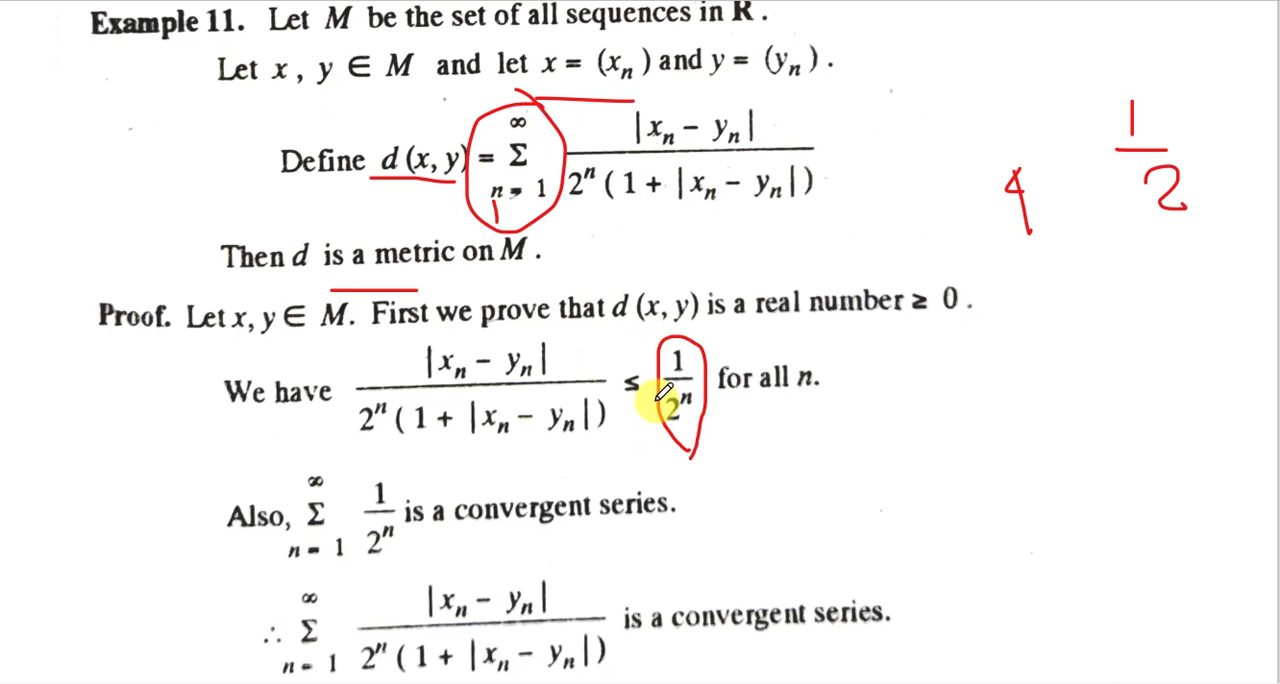 Example 11. Let M be the set of all sequences in R.
Let x, y ∈ M and let x = (xₙ) and y = (yₙ).
Define d (x, y) = Σ_{n=1}^{∞} |xₙ − yₙ| / 2ⁿ (1 + |xₙ − yₙ|)
1
2
Then d is a metric on M.
Proof. Let x, y ∈ M. First we prove that d (x, y) is a real number ≥ 0.
We have |xₙ − yₙ| / 2ⁿ (1 + |xₙ − yₙ|) ≤ 1 / 2ⁿ for all n.
Also, Σ_{n=1}^{∞} 1 / 2ⁿ is a convergent series.
∴ Σ_{n=1}^{∞} |xₙ − yₙ| / 2ⁿ (1 + |xₙ − yₙ|) is a convergent series.